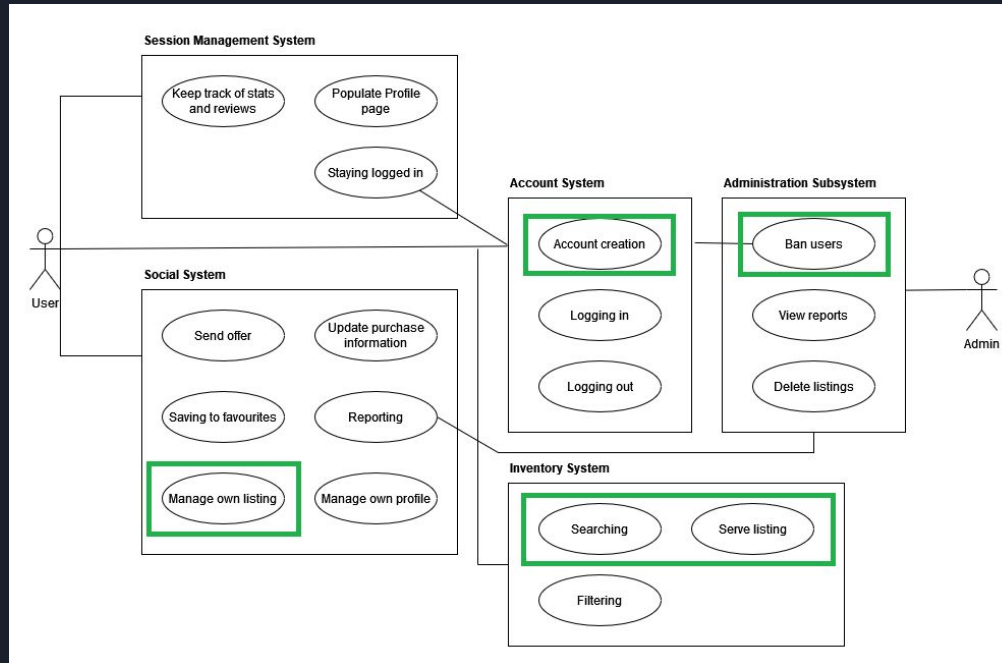 Session Management System
Keep track of stats
and reviews
Populate Profile
page
Staying logged in
User
Social System
Send offer
Update purchase
information
Saving to favourites
Reporting
Manage own listing
Manage own profile
Account System
Account creation
Logging in
Logging out
Administration Subsystem
Ban users
View reports
Delete listings
Admin
Inventory System
Searching
Serve listing
Filtering